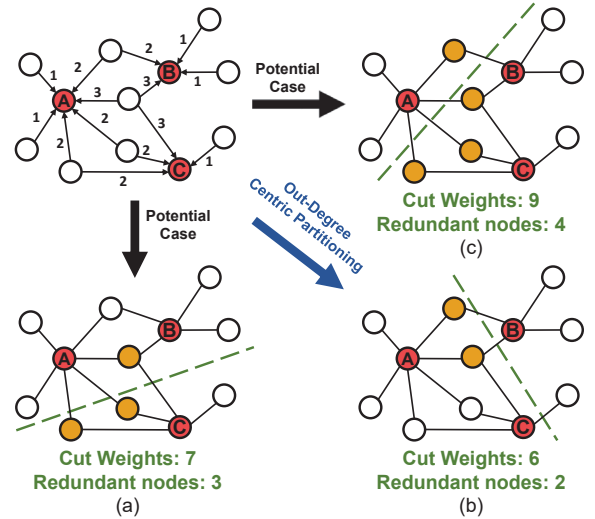 2
1
B
1
1
2
3
A
3
1
2
3
2
2
1
C
2
Potential
Case
A
B
C
Cut Weights: 9
Redundant nodes: 4
(c)
Potential
Case
Out-Degree
Centric Partitioning
A
B
C
Cut Weights: 7
Redundant nodes: 3
(a)
A
B
C
Cut Weights: 6
Redundant nodes: 2
(b)